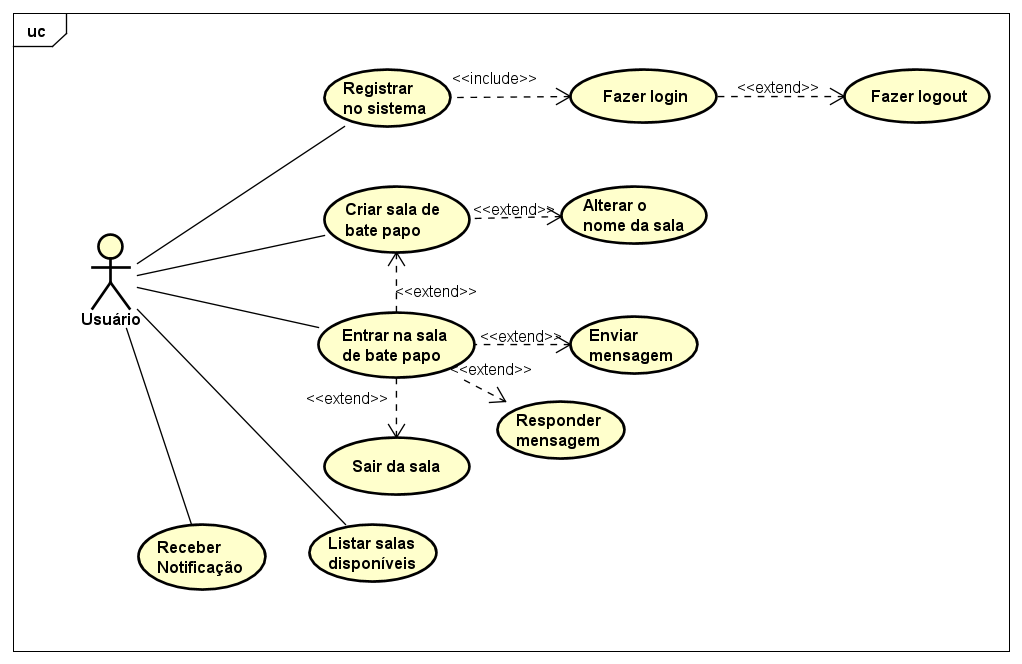 uc
Registrar
no sistema
<<include>>
Fazer login
<<extend>>
Fazer logout
Criar sala de
bate papo
<<extend>>
Alterar o
nome da sala
Usuário
<<extend>>
Entrar na sala
de bate papo
<<extend>>
Enviar
mensagem
<<extend>>
<<extend>>
Responder
mensagem
Sair da sala
Receber
Notificação
Listar salas
disponíveis